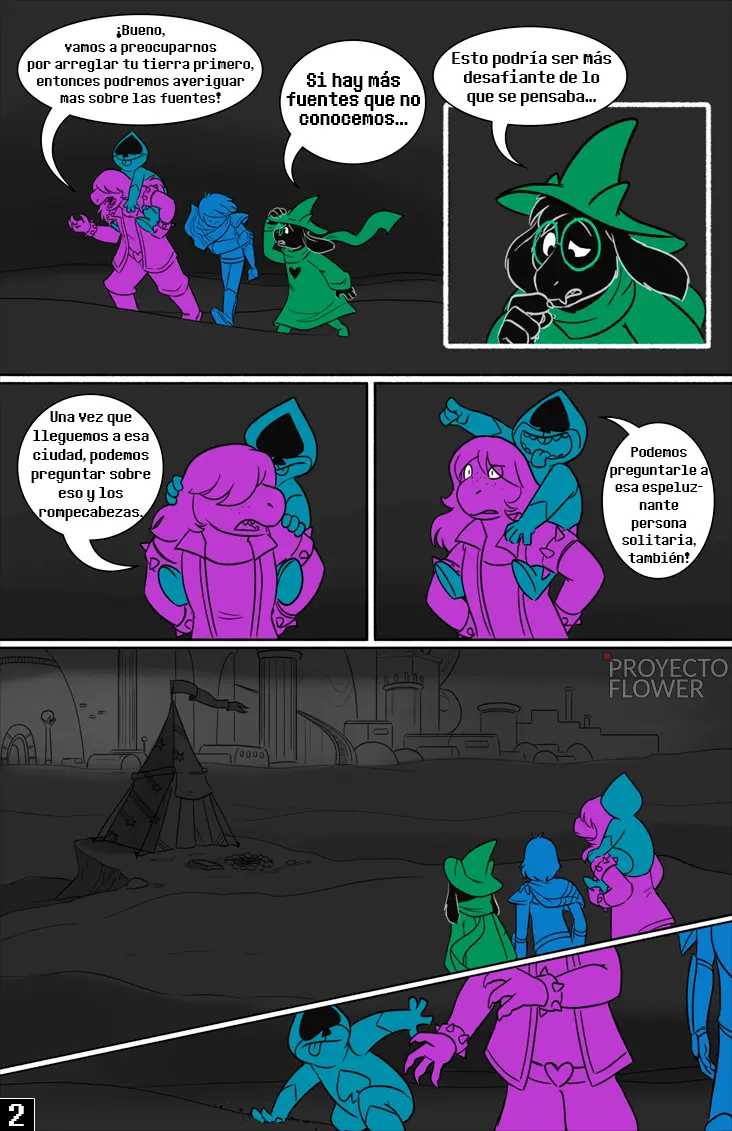 ¡Bueno,
vamos a preocuparnos
por arreglar tu tierra primero,
entonces podremos averiguar
mas sobre las fuentes!
Si hay más
fuentes que no
conocemos...
Esto podría ser más
desafiante de lo
que se pensaba...
Una vez que
lleguemos a esa
ciudad, podemos
preguntar sobre
eso y los
rompecabezas.
Podemos
preguntarle a
esa espeluz-
nante
persona
solitaria,
también!
PROYECTO
FLOWER
2